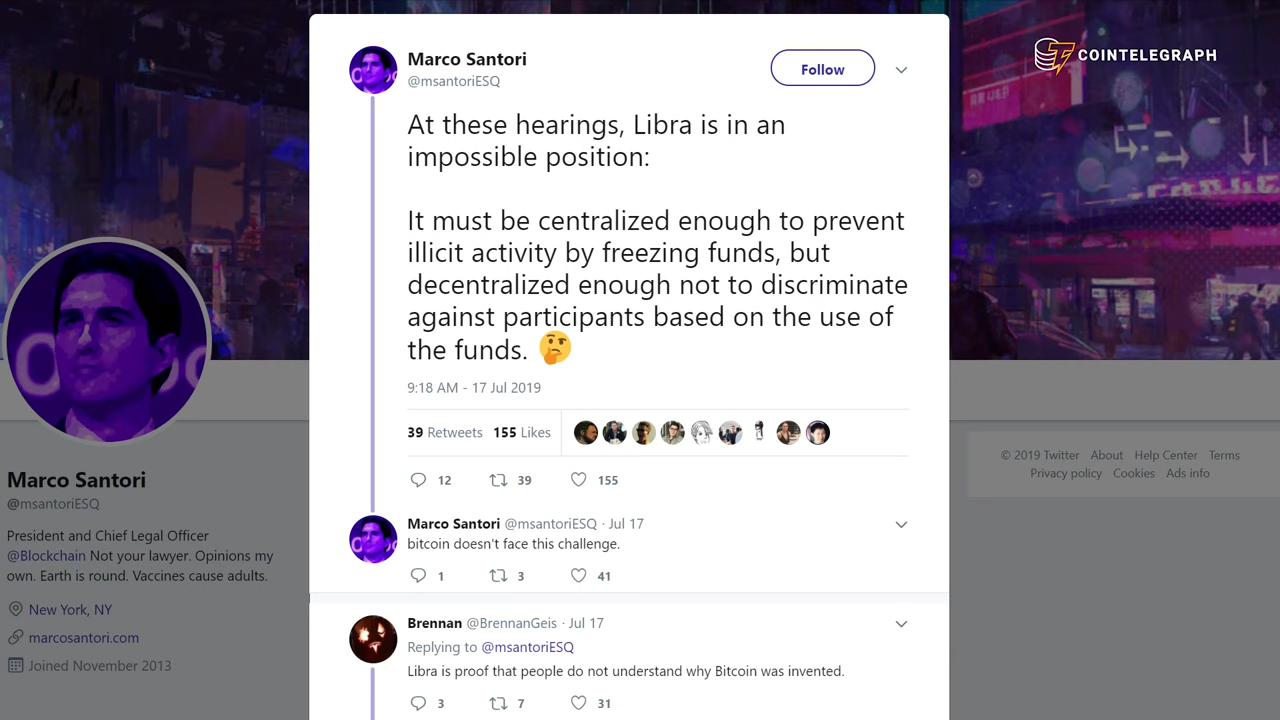 COINTELEGRAPH
Marco Santori
@msantoriESQ
Follow
At these hearings, Libra is in an
impossible position:
It must be centralized enough to prevent
illicit activity by freezing funds, but
decentralized enough not to discriminate
against participants based on the use of
the funds. 🤔
9:18 AM - 17 Jul 2019
39 Retweets 155 Likes
12 39 155
Marco Santori @msantoriESQ · Jul 17
bitcoin doesn't face this challenge.
1 3 41
Brennan @BrennanGeis · Jul 17
Replying to @msantoriESQ
Libra is proof that people do not understand why Bitcoin was invented.
3 7 31
Marco Santori
@msantoriESQ
President and Chief Legal Officer
@Blockchain Not your lawyer. Opinions my
own. Earth is round. Vaccines cause adults.
New York, NY
marcosantori.com
Joined November 2013
© 2019 Twitter About Help Center Terms
Privacy policy Cookies Ads info